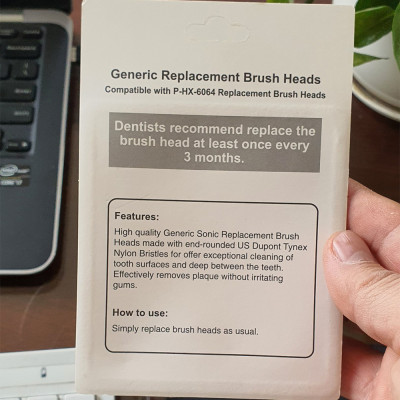 Generic Replacement Brush Heads
Compatible with P-HX-6064 Replacement Brush Heads
Dentists recommend replace the
brush head at least once every
3 months.
Features:
High quality Generic Sonic Replacement Brush
Heads made with end-rounded US Dupont Tynex
Nylon Bristles for offer exceptional cleaning of
tooth surfaces and deep between the teeth.
Effectively removes plaque without irritating
gums.
How to use:
Simply replace brush heads as usual.